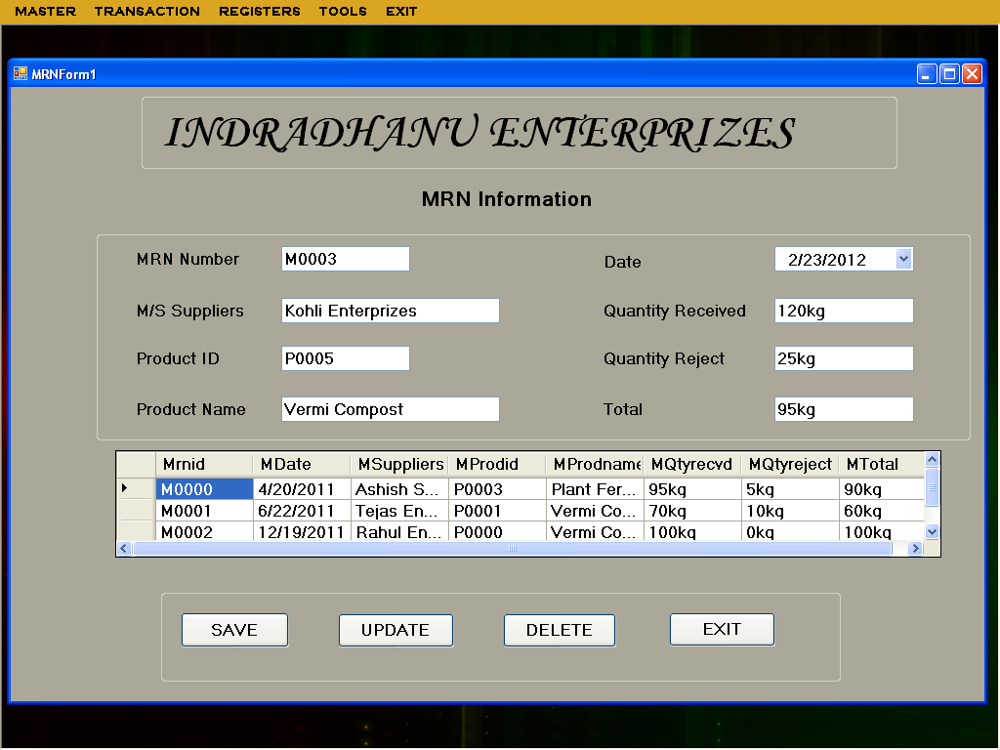 MASTER TRANSACTION REGISTERS TOOLS EXIT
MRNForm1
INDRADHANU ENTERPRIZES
MRN Information
MRN Number M0003 Date 2/23/2012
M/S Suppliers Kohli Enterprizes Quantity Received 120kg
Product ID P0005 Quantity Reject 25kg
Product Name Vermi Compost Total 95kg
Mrnid MDate MSuppliers MProdid MProdname MQtyrecvd MQtyreject MTotal
M0000 4/20/2011 Ashish S... P0003 Plant Fer... 95kg 5kg 90kg
M0001 6/22/2011 Tejas En... P0001 Vermi Co... 70kg 10kg 60kg
M0002 12/19/2011 Rahul En... P0000 Vermi Co... 100kg 0kg 100kg
SAVE UPDATE DELETE EXIT